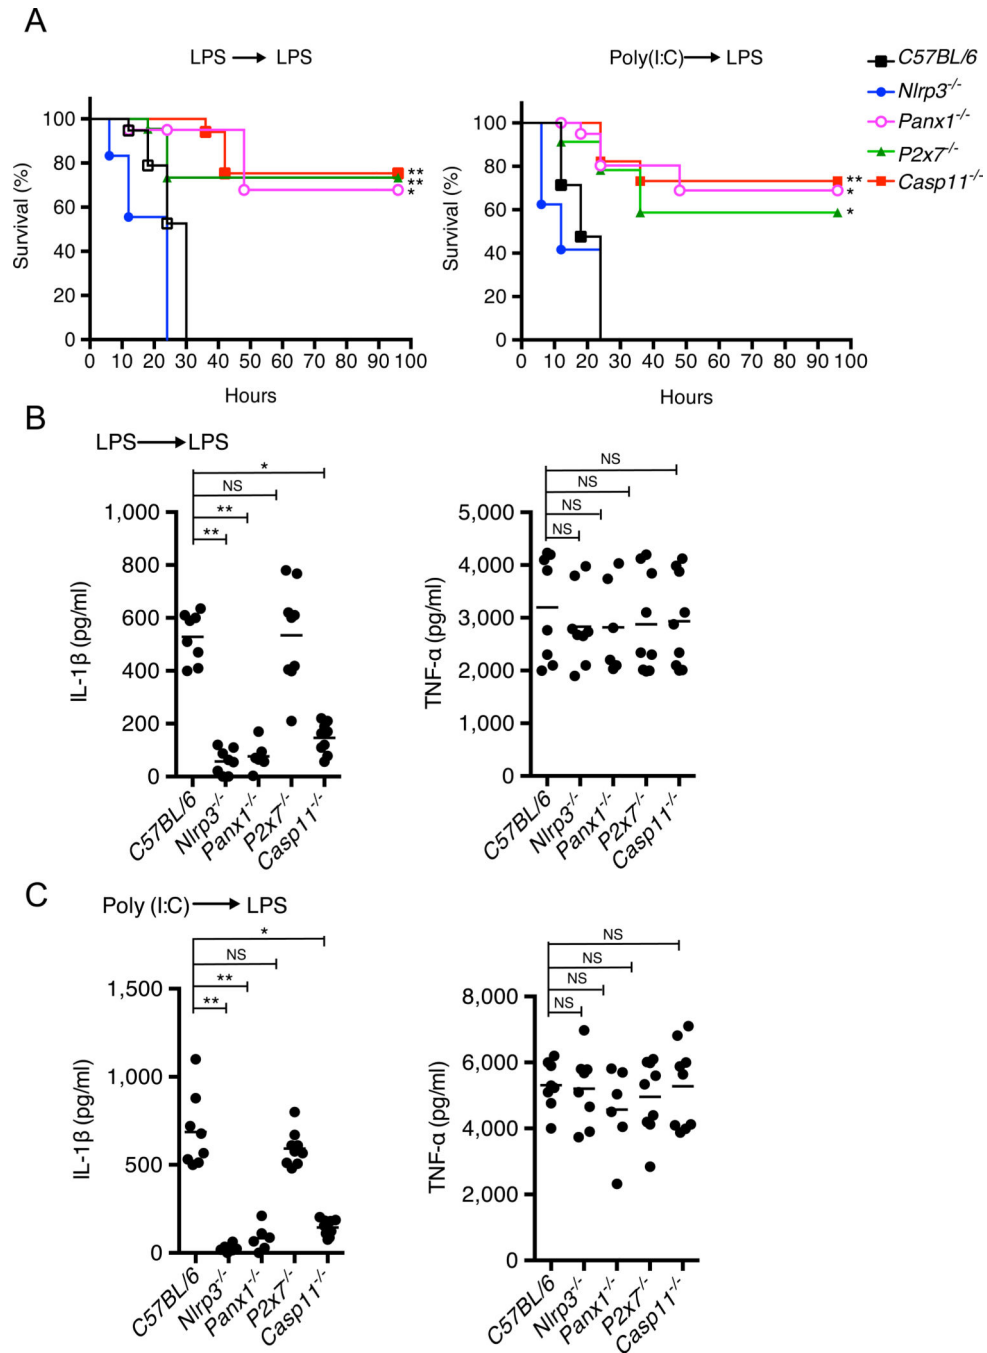 A
LPS → LPS
Poly(I:C) → LPS
C57BL/6
Nlrp3-/-
Panx1-/-
P2x7-/-
Casp11-/-
Survival (%)
100
80
60
40
20
0
**
**
*
0 10 20 30 40 50 60 70 80 90 100
Hours
Survival (%)
100
80
60
40
20
0
**
*
*
0 10 20 30 40 50 60 70 80 90 100
Hours
B
LPS → LPS
*
NS
**
**
IL-1β (pg/ml)
1,000
800
600
400
200
0
C57BL/6 Nlrp3-/- Panx1-/- P2x7-/- Casp11-/-
NS
NS
NS
NS
TNF-α (pg/ml)
5,000
4,000
3,000
2,000
1,000
0
C57BL/6 Nlrp3-/- Panx1-/- P2x7-/- Casp11-/-
C
Poly (I:C) → LPS
*
NS
**
**
IL-1β (pg/ml)
1,500
1,000
500
0
C57BL/6 Nlrp3-/- Panx1-/- P2x7-/- Casp11-/-
NS
NS
NS
NS
TNF-α (pg/ml)
8,000
6,000
4,000
2,000
0
C57BL/6 Nlrp3-/- Panx1-/- P2x7-/- Casp11-/-